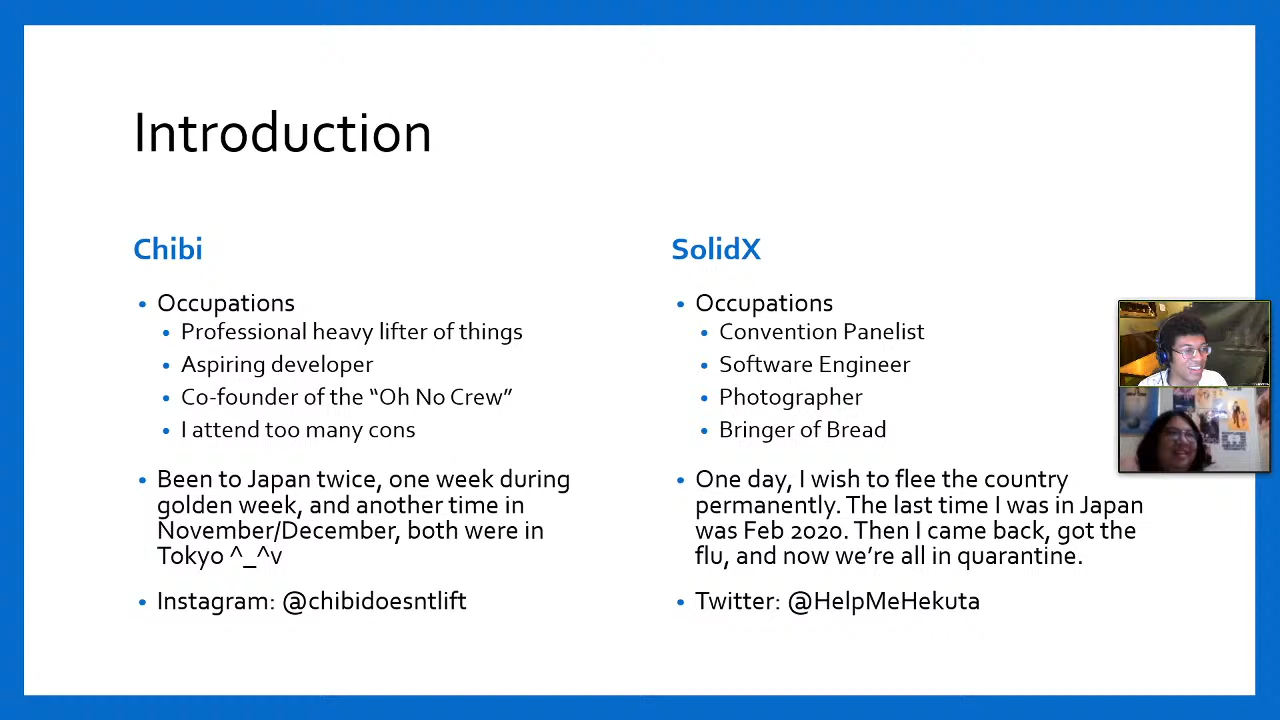 Introduction
Chibi
• Occupations
• Professional heavy lifter of things
• Aspiring developer
• Co-founder of the “Oh No Crew”
• I attend too many cons
• Been to Japan twice, one week during
golden week, and another time in
November/December, both were in
Tokyo ^_^v
• Instagram: @chibidoesntlift
SolidX
• Occupations
• Convention Panelist
• Software Engineer
• Photographer
• Bringer of Bread
• One day, I wish to flee the country
permanently. The last time I was in Japan
was Feb 2020. Then I came back, got the
flu, and now we’re all in quarantine.
• Twitter: @HelpMeHekuta